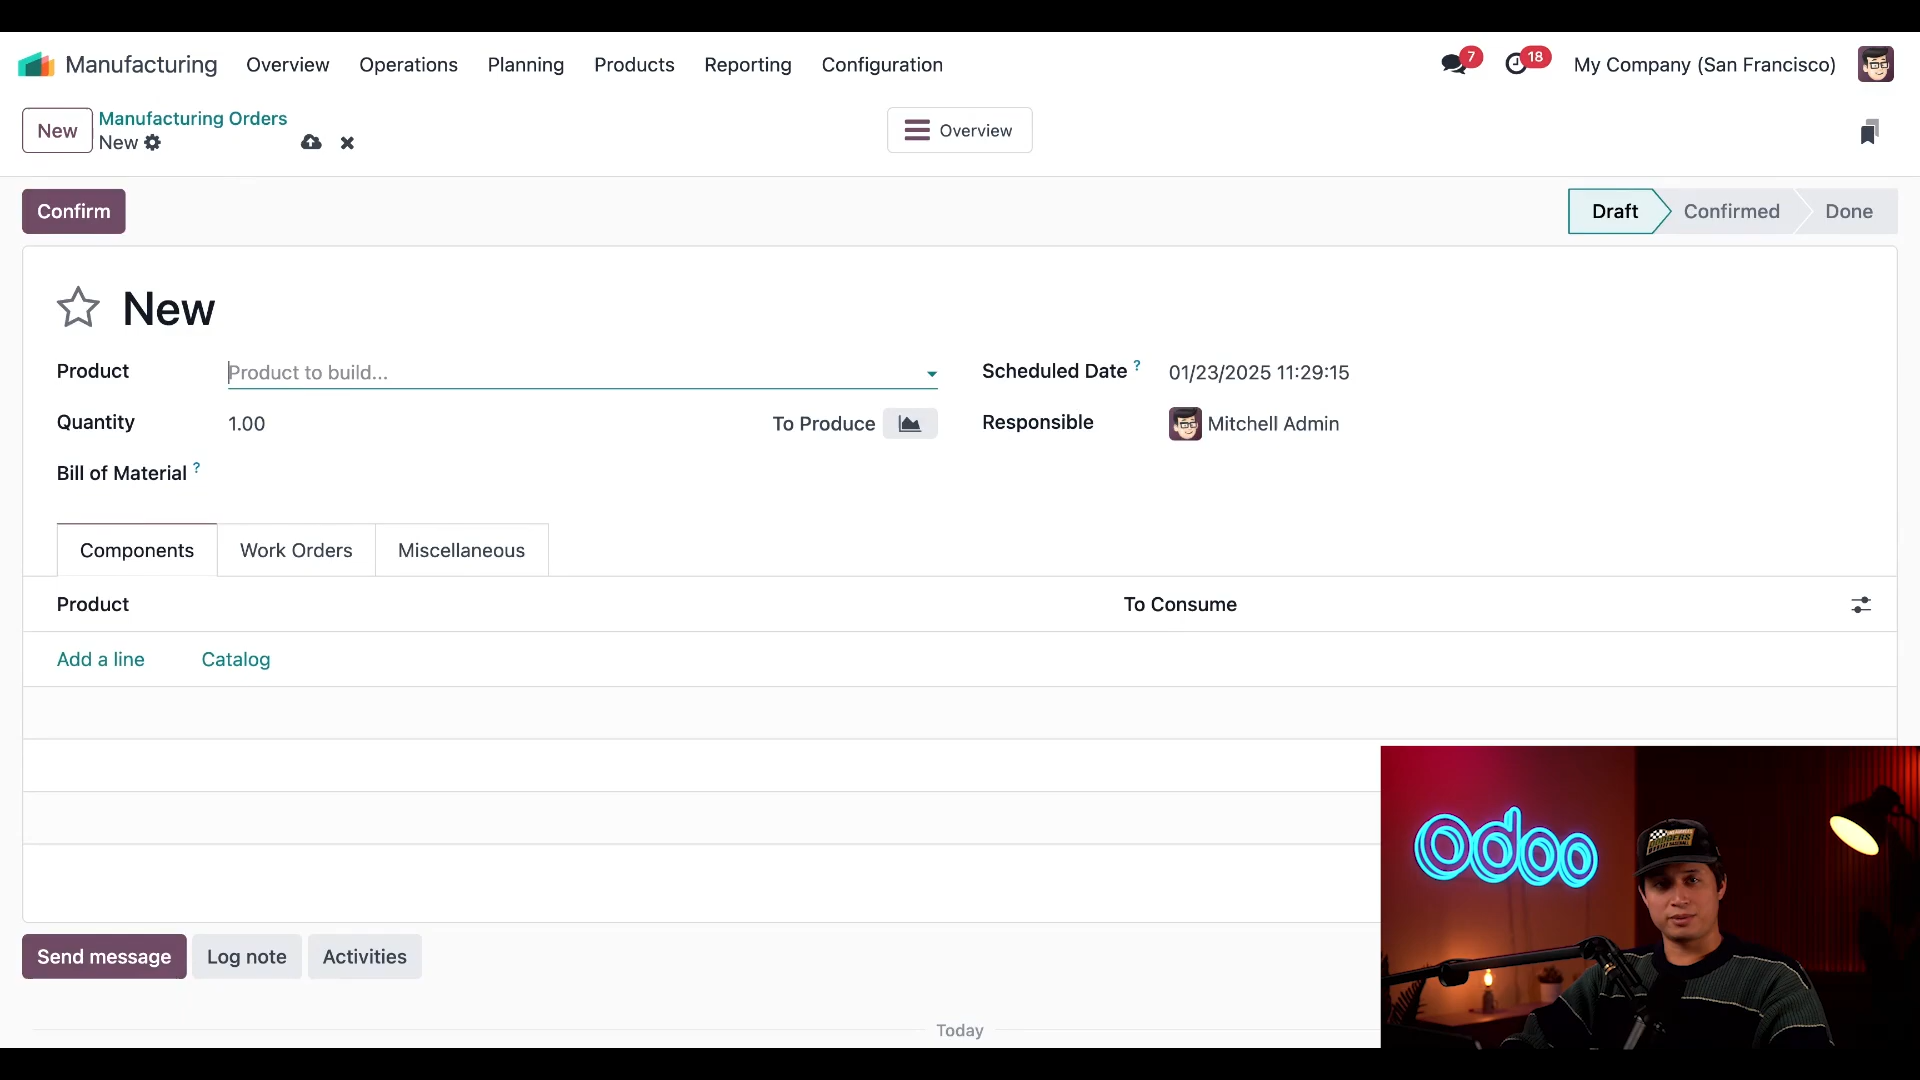 Manufacturing Overview Operations Planning Products Reporting Configuration 7 18 My Company (San Francisco)
New Manufacturing Orders
New
Overview
Confirm Draft Confirmed Done
New
Product Product to build... Scheduled Date ? 01/23/2025 11:29:15
Quantity 1.00 To Produce Responsible Mitchell Admin
Bill of Material ?
Components Work Orders Miscellaneous
Product To Consume
Add a line Catalog
odoo
Send message Log note Activities
Today